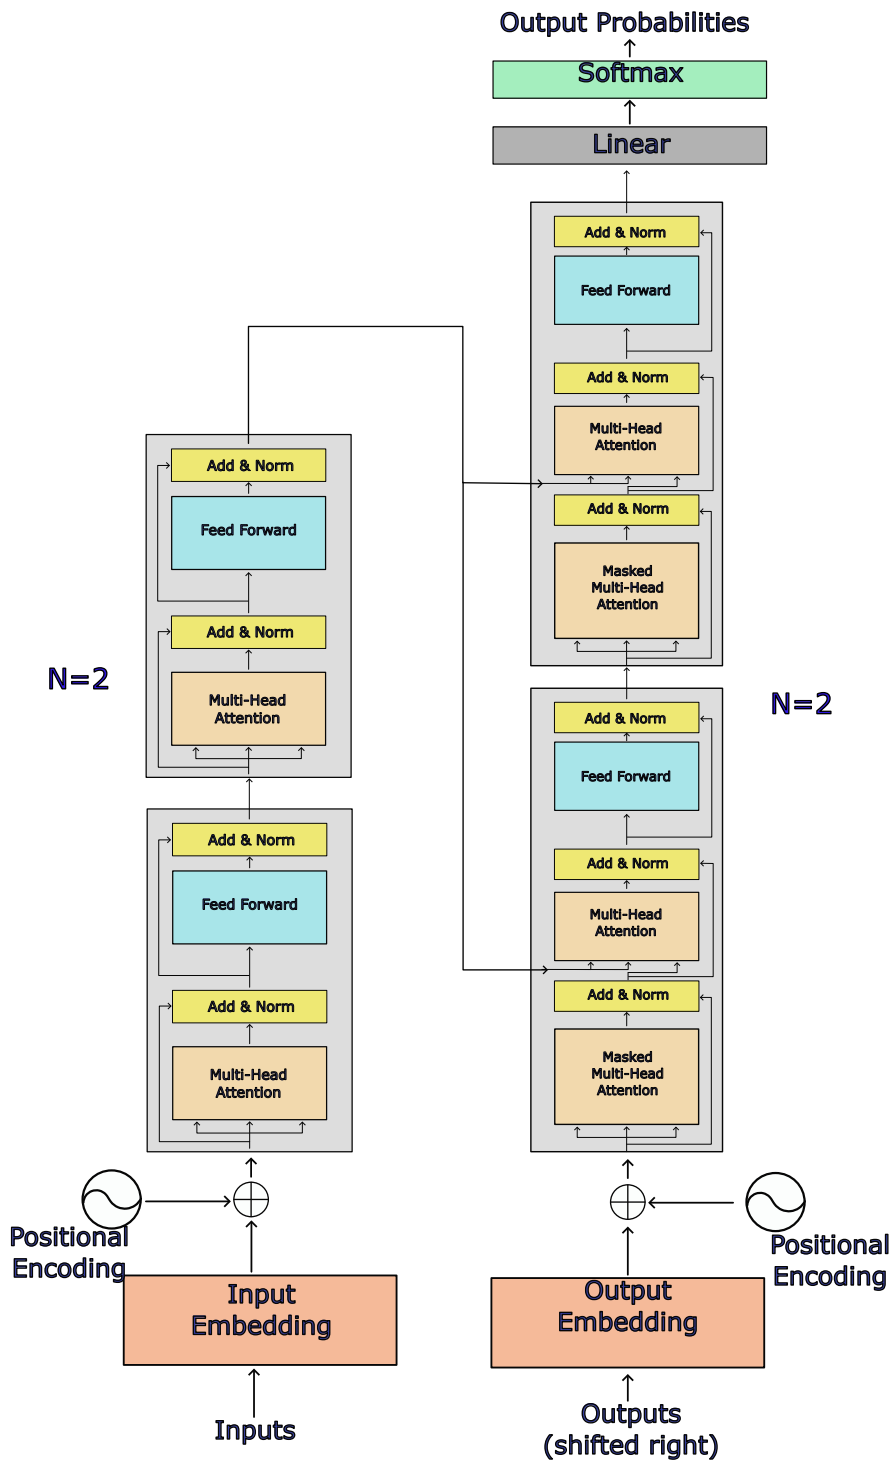 Output Probabilities
Softmax
Linear
Add & Norm
Feed Forward
Add & Norm
Multi-Head
Attention
Add & Norm
Masked
Multi-Head
Attention
Add & Norm
Feed Forward
Add & Norm
Multi-Head
Attention
Add & Norm
Masked
Multi-Head
Attention
N=2
Positional
Encoding
Output
Embedding
Outputs
(shifted right)
Add & Norm
Feed Forward
Add & Norm
Multi-Head
Attention
N=2
Add & Norm
Feed Forward
Add & Norm
Multi-Head
Attention
Positional
Encoding
Input
Embedding
Inputs